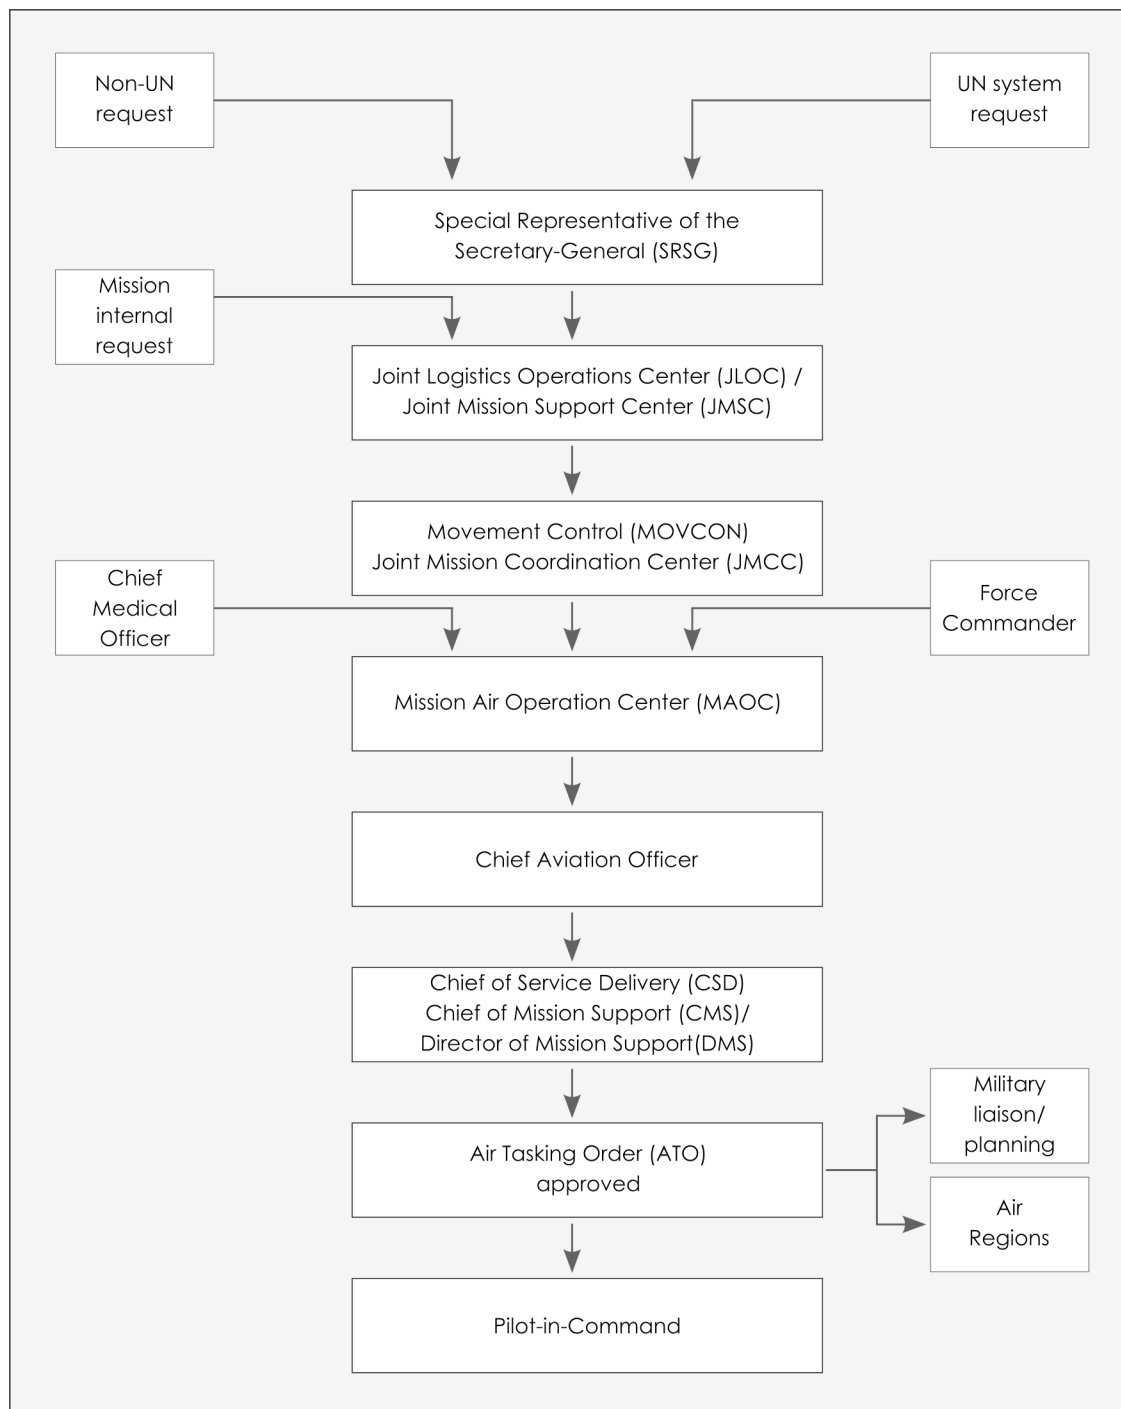 Non-UN
request
UN system
request
Special Representative of the
Secretary-General (SRSG)
Mission
internal
request
Joint Logistics Operations Center (JLOC) /
Joint Mission Support Center (JMSC)
Movement Control (MOVCON)
Joint Mission Coordination Center (JMCC)
Chief
Medical
Officer
Force
Commander
Mission Air Operation Center (MAOC)
Chief Aviation Officer
Chief of Service Delivery (CSD)
Chief of Mission Support (CMS)/
Director of Mission Support(DMS)
Military
liaison/
planning
Air Tasking Order (ATO)
approved
Air
Regions
Pilot-in-Command